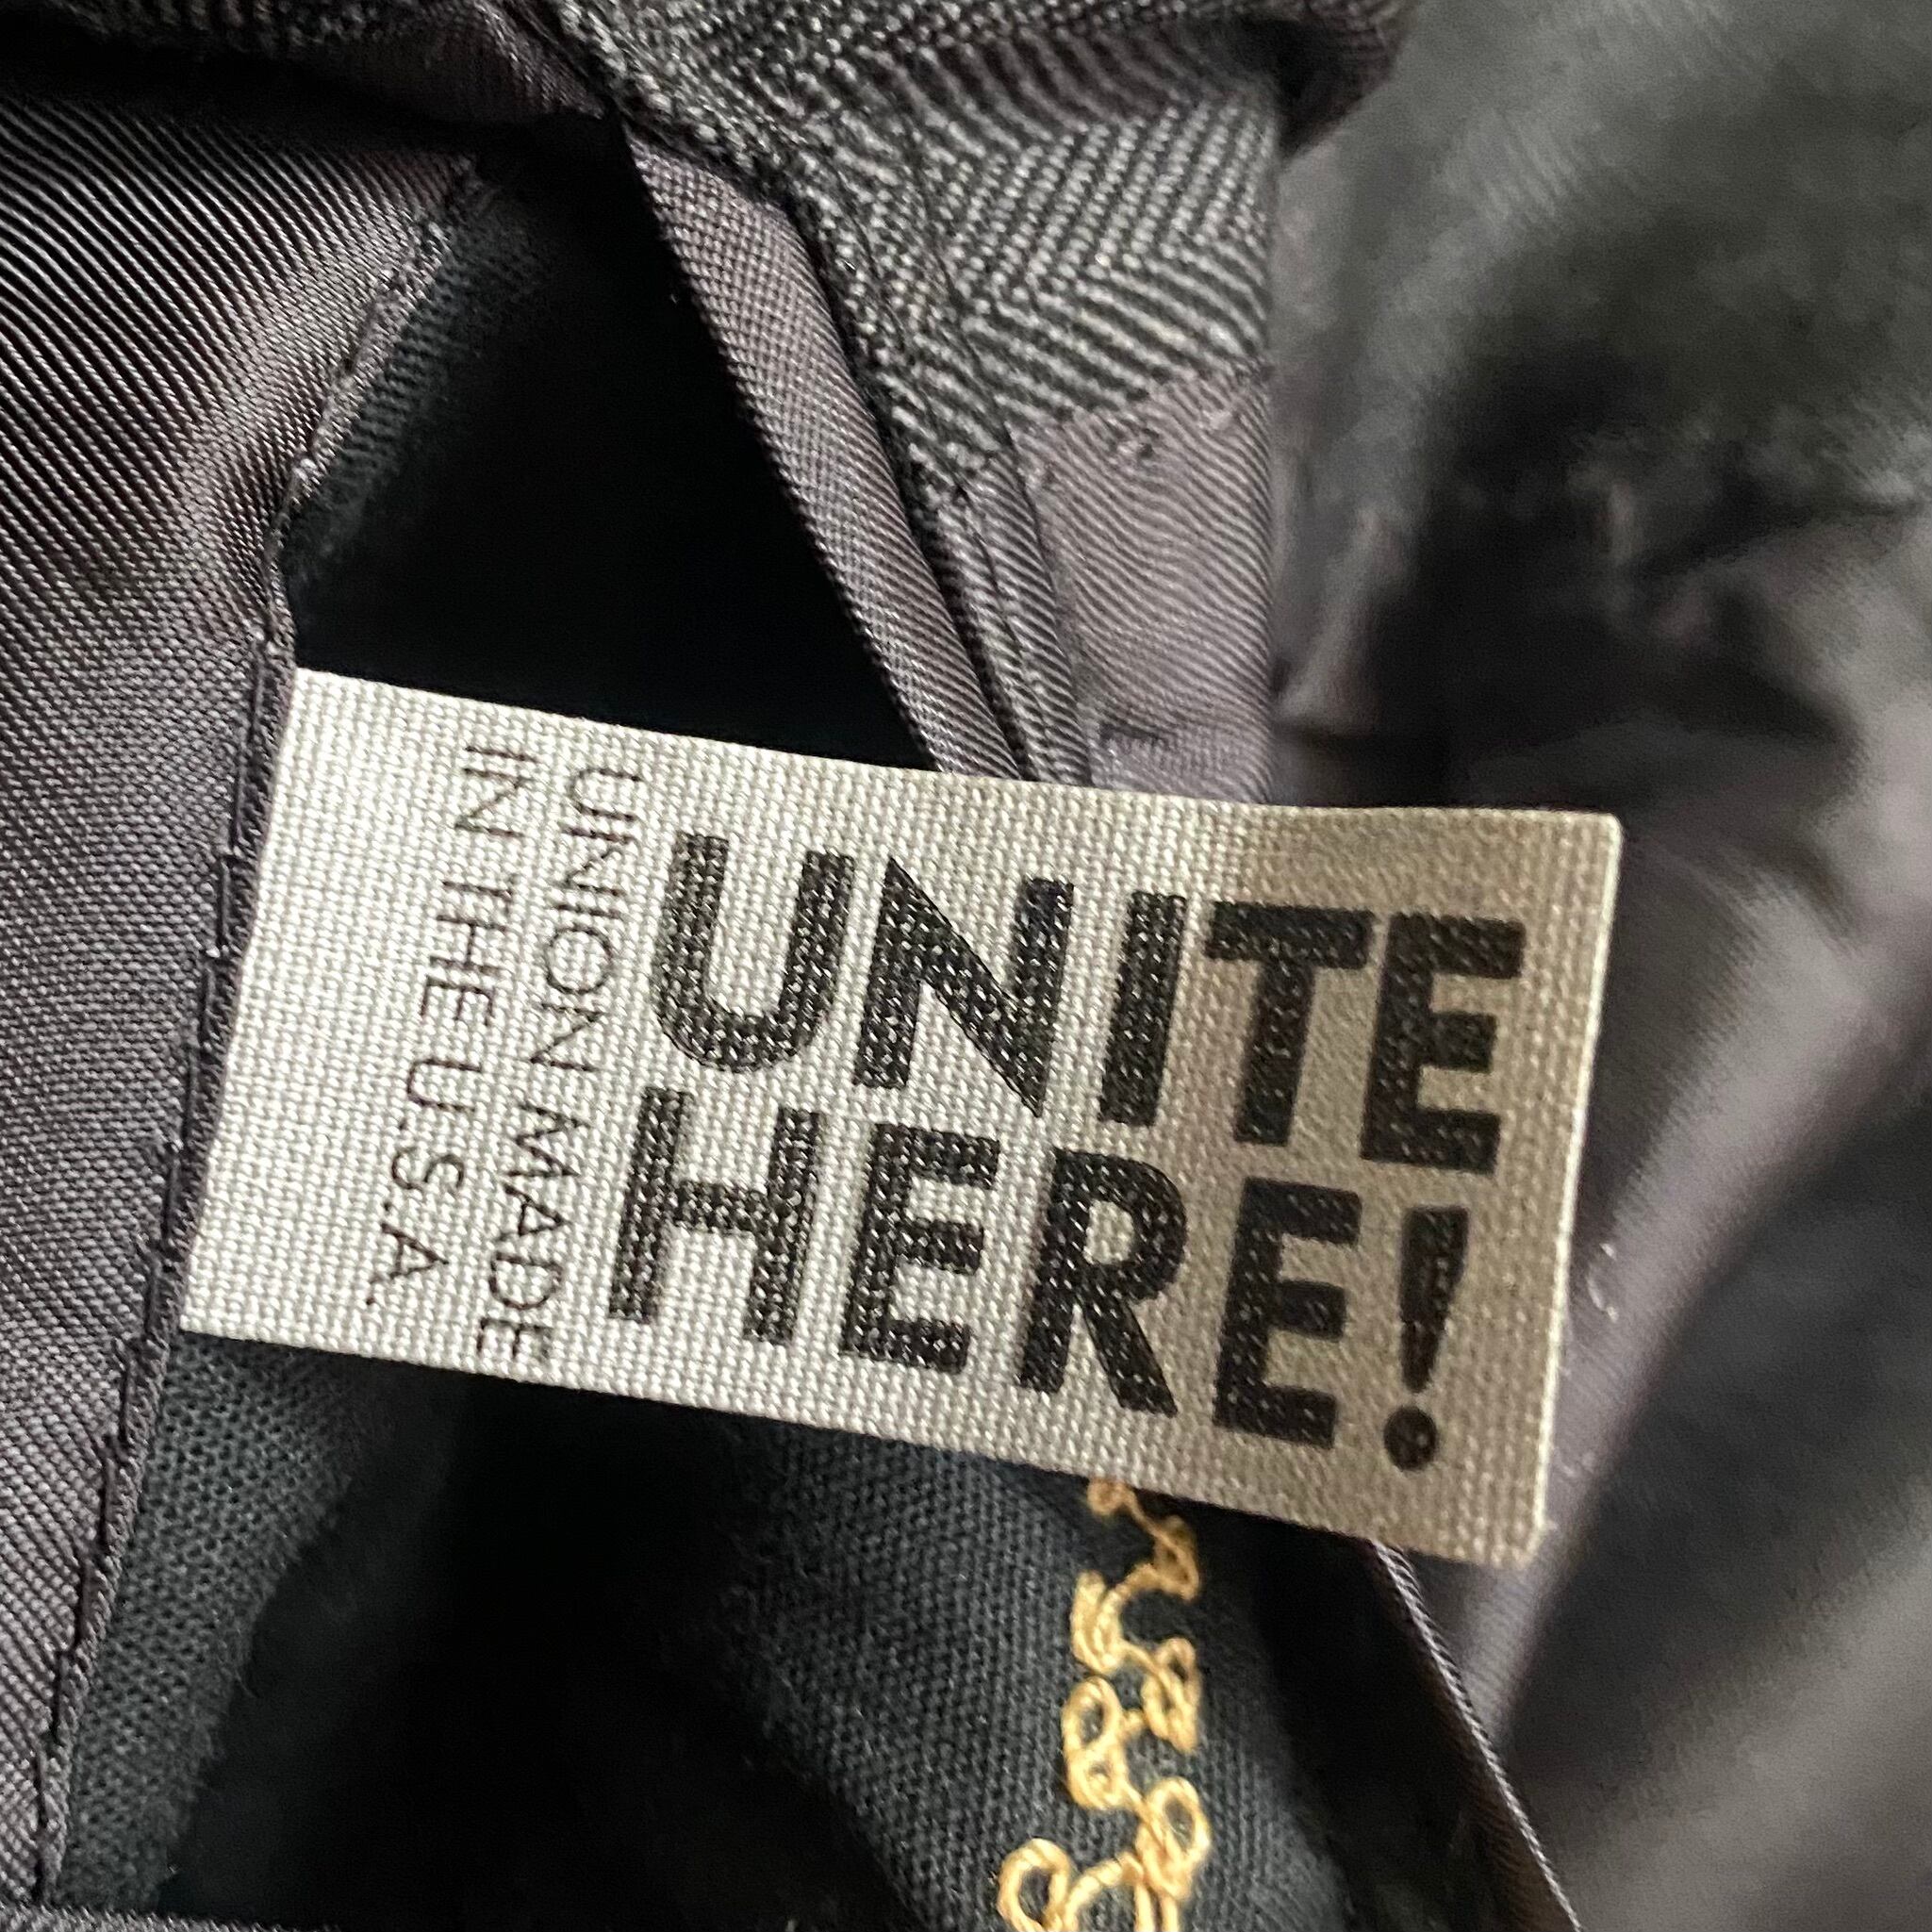 UNITE
HERE!
UNION MADE
IN THE U.S.A.